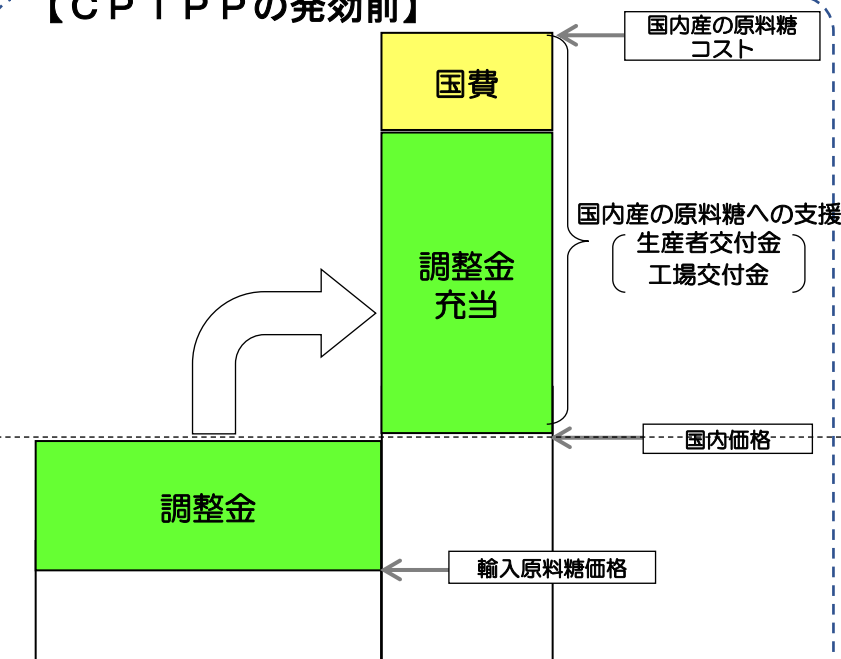 【ＣＰＴＰＰの発効前】
国内産の原料糖
コスト
国費
国内産の原料糖への支援
生産者交付金
工場交付金
調整金
充当
国内価格
調整金
輸入原料糖価格